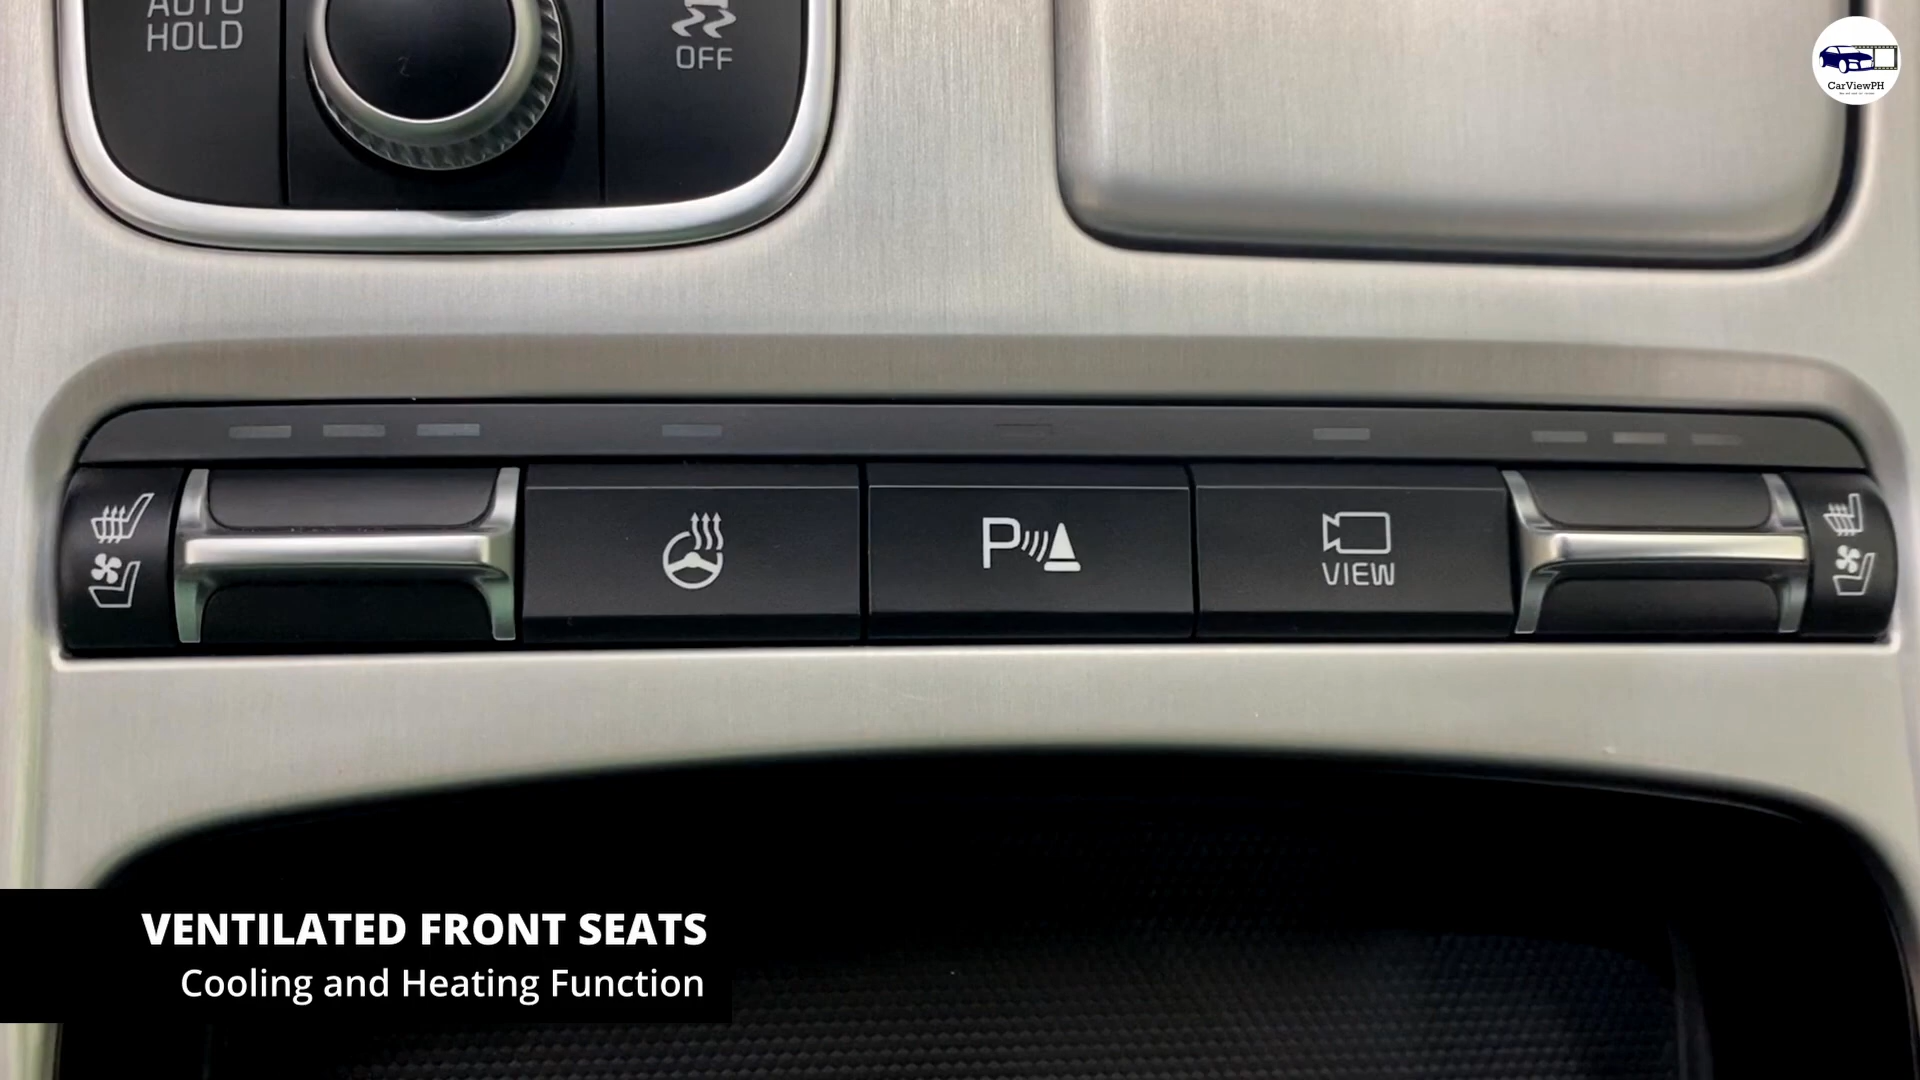 AUTO
HOLD
OFF
CarViewPH
P
VIEW
VENTILATED FRONT SEATS
Cooling and Heating Function